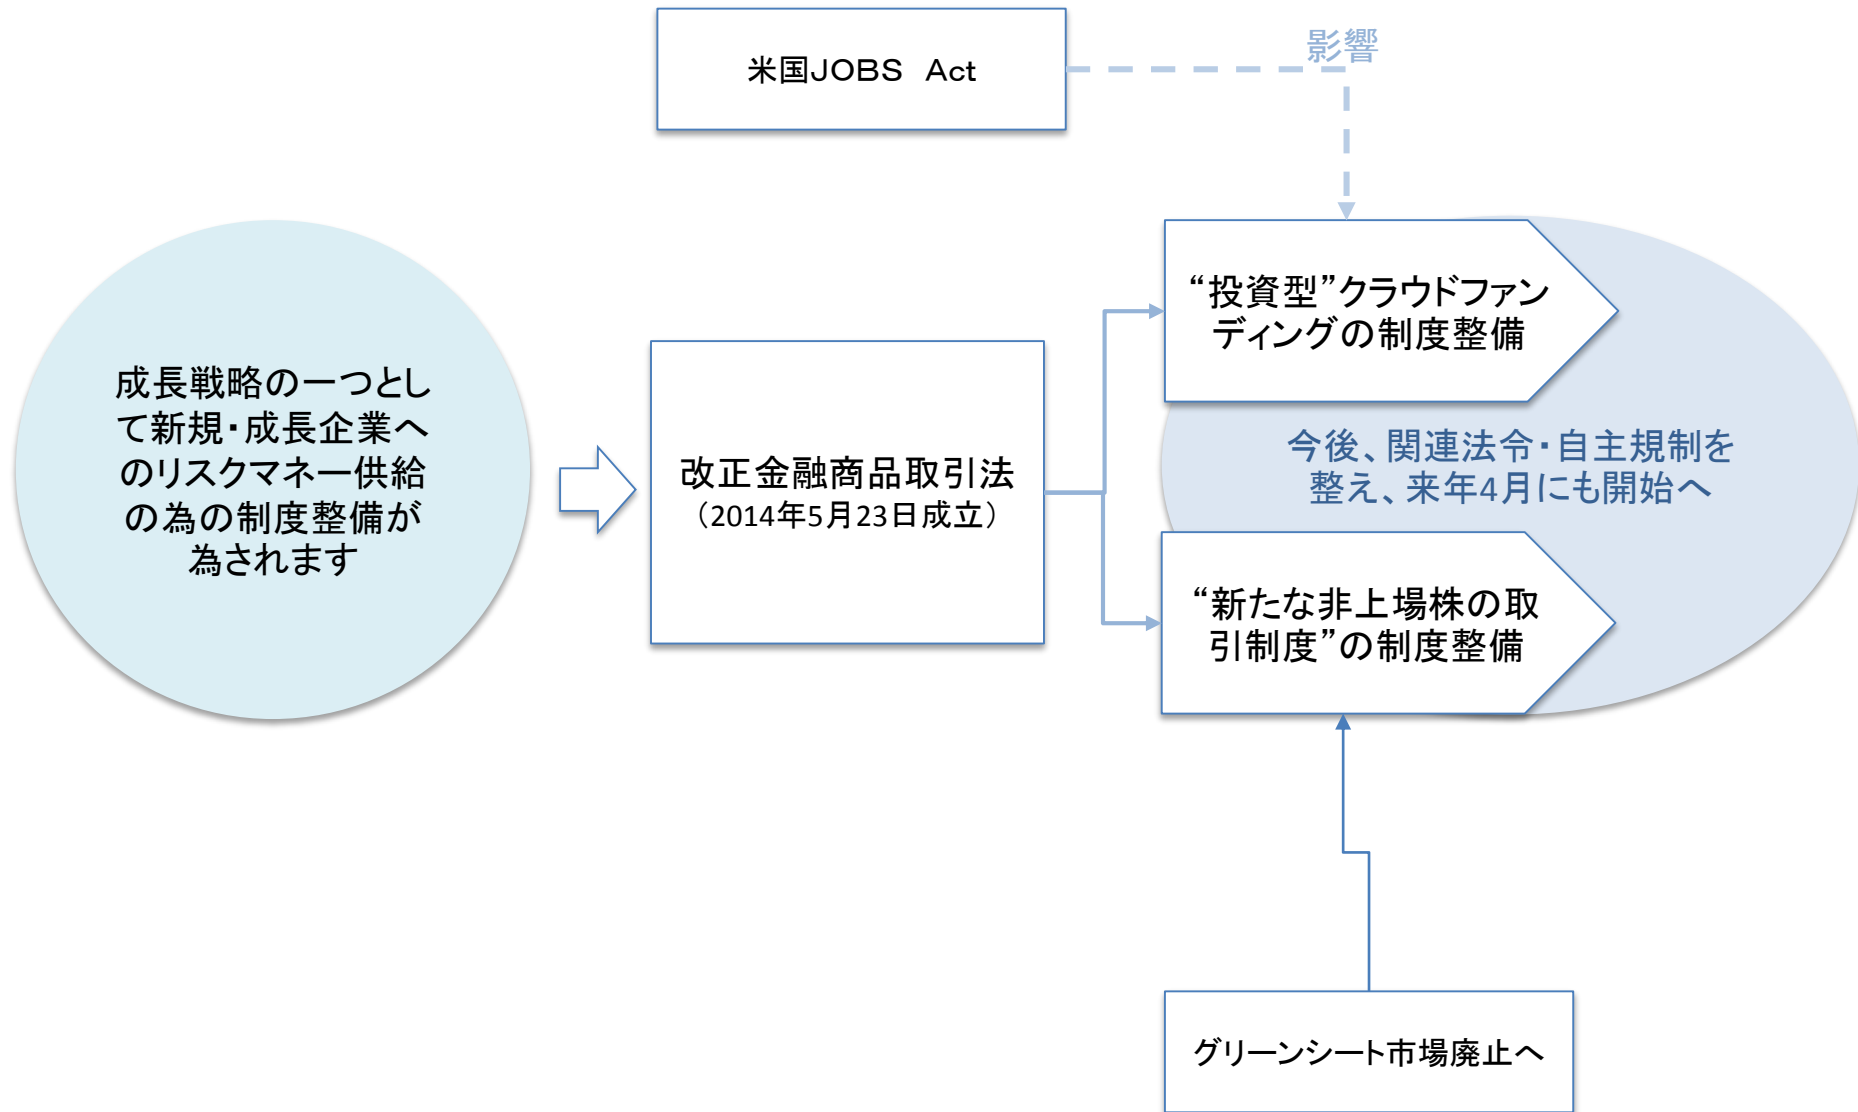 米国JOBS　Act
影響
“投資型”クラウドファン
ディングの制度整備
成長戦略の一つとし
て新規・成長企業へ
のリスクマネー供給
の為の制度整備が
為されます
改正金融商品取引法
（2014年5月23日成立）
今後、関連法令・自主規制を
整え、来年4月にも開始へ
“新たな非上場株の取
引制度”の制度整備
グリーンシート市場廃止へ